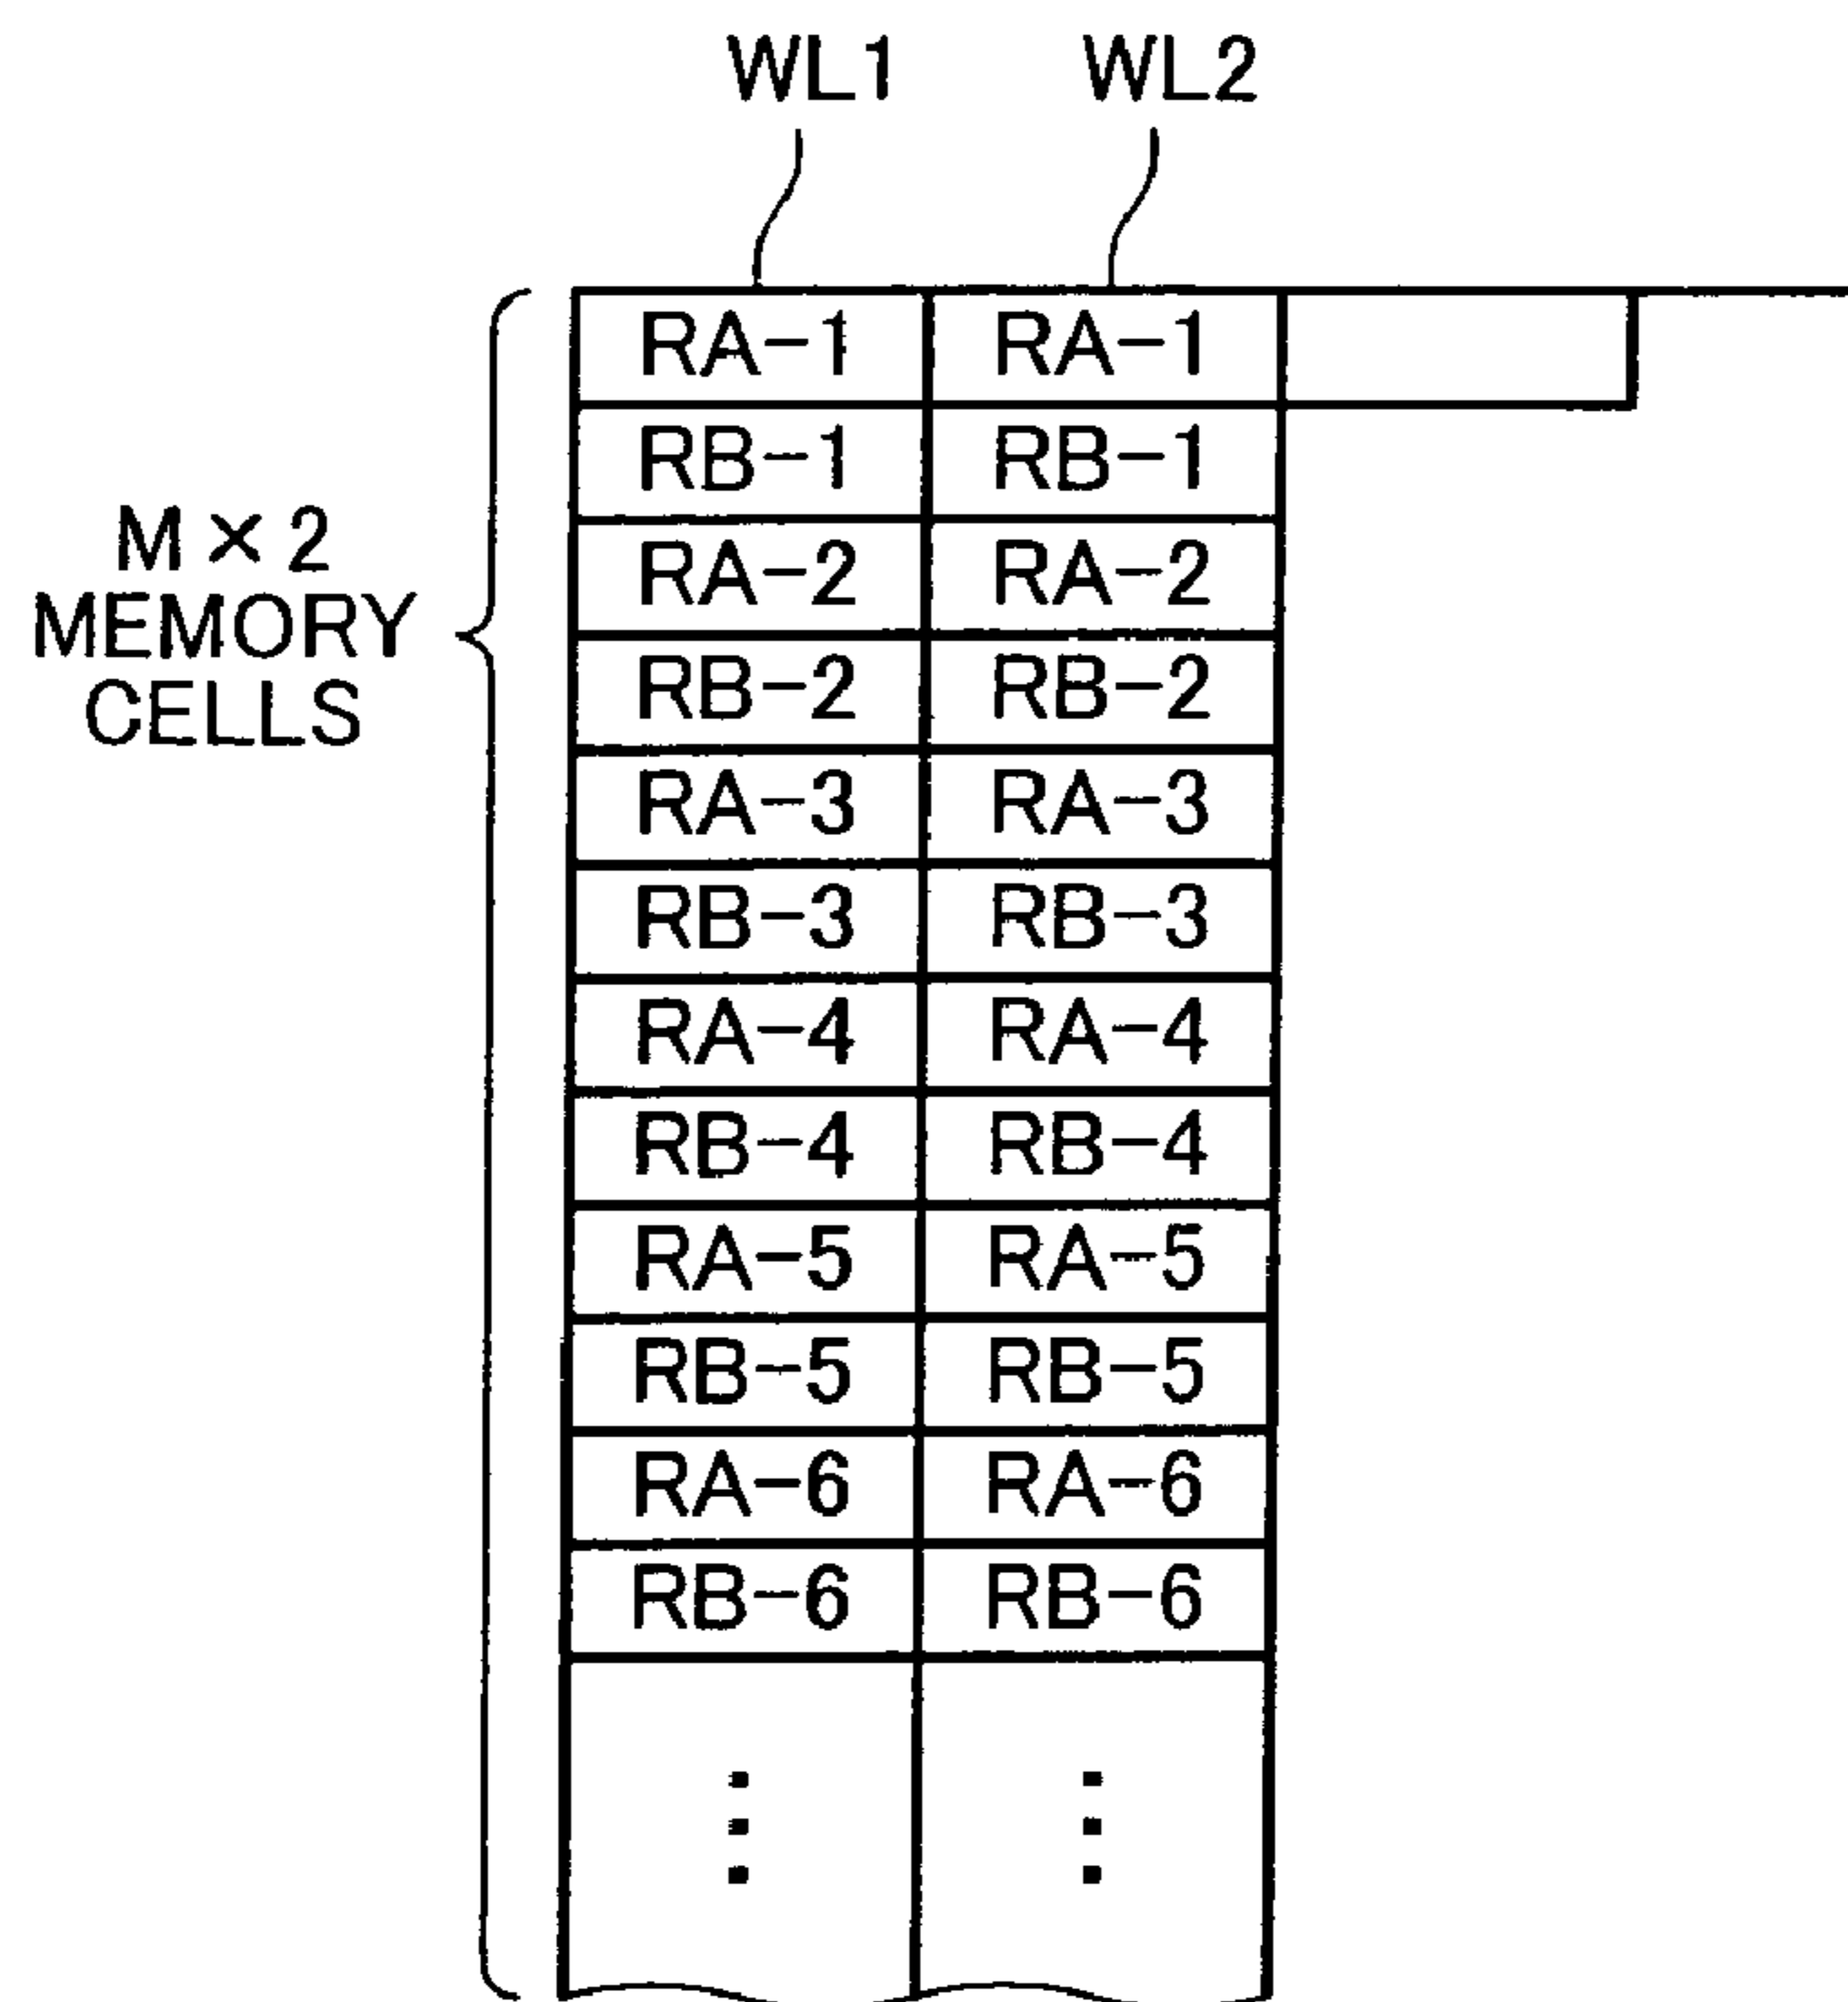 WL1 WL2
RA-1 RA-1
RB-1 RB-1
M×2 MEMORY CELLS
RA-2 RA-2
RB-2 RB-2
RA-3 RA-3
RB-3 RB-3
RA-4 RA-4
RB-4 RB-4
RA-5 RA-5
RB-5 RB-5
RA-6 RA-6
RB-6 RB-6